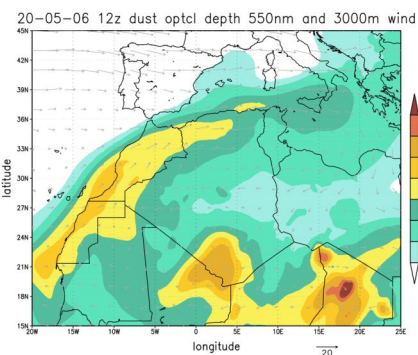 20-05-06 12z dust optcl depth 550nm and 3000m wind
45N
42N
39N
36N
33N
30N
27N
24N
21N
18N
15N
latitude
20W 15W 10W 5W 0 5E 10E 15E 20E 25E
longitude
20